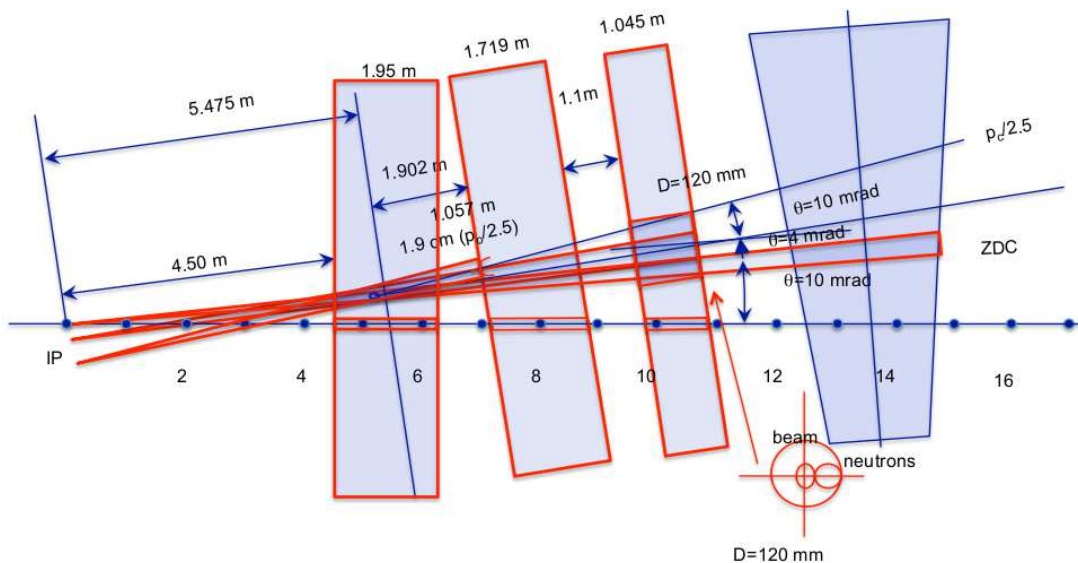 1.045 m
1.719 m
1.95 m
5.475 m
1.1m
p₀/2.5
1.902 m
D=120 mm
θ=10 mrad
1.057 m
1.9 cm (p₀/2.5)
θ=4 mrad
ZDC
4.50 m
θ=10 mrad
IP
2
4
6
8
10
12
14
16
beam
neutrons
D=120 mm